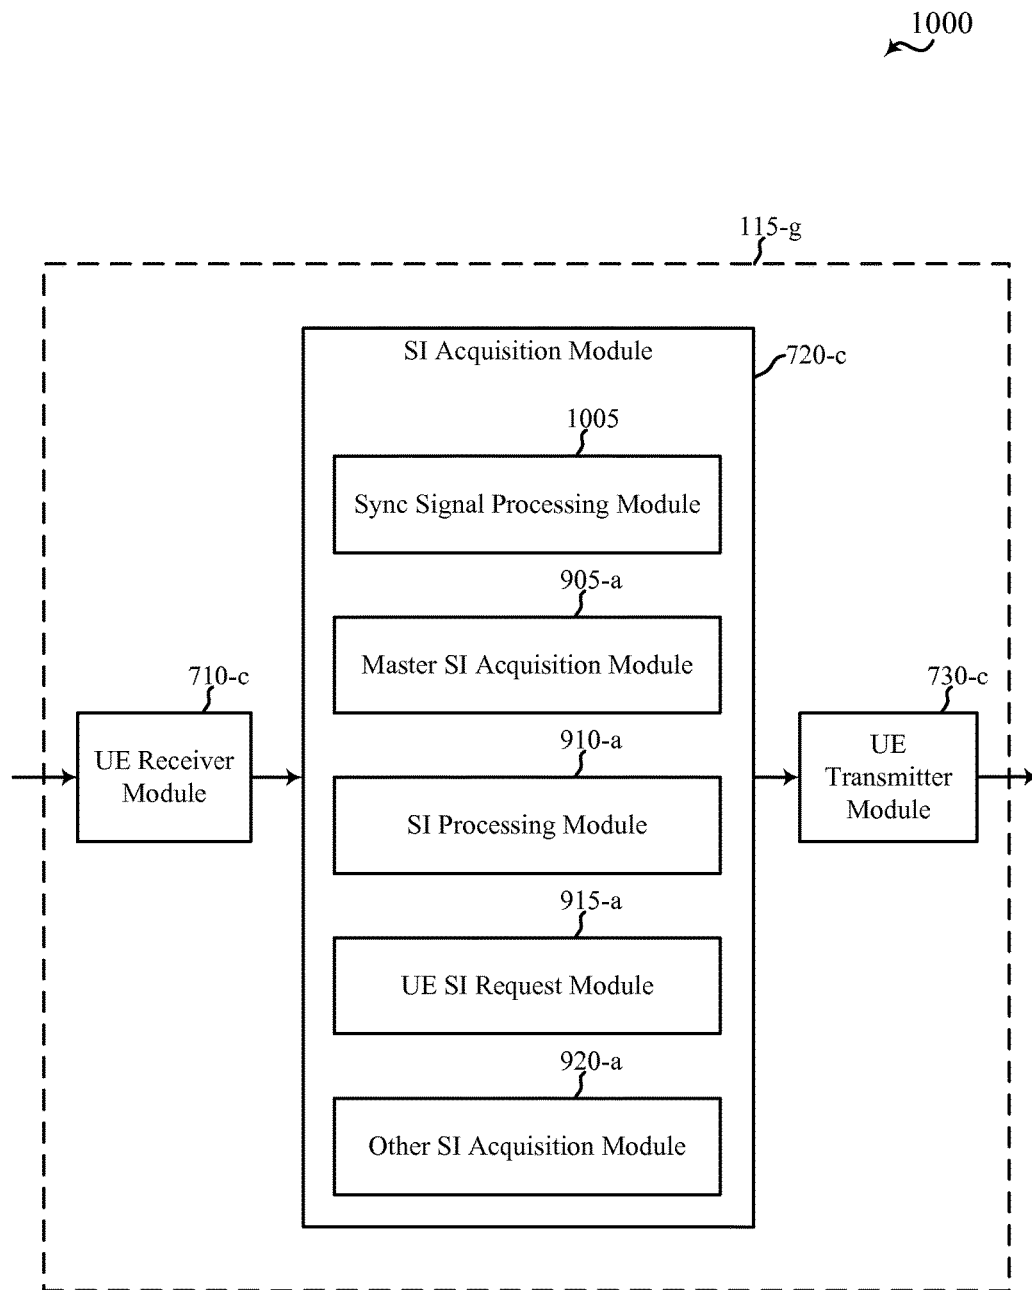 1000
115-g
SI Acquisition Module
720-c
1005
Sync Signal Processing Module
905-a
Master SI Acquisition Module
710-c
UE Receiver
Module
730-c
UE
Transmitter
Module
910-a
SI Processing Module
915-a
UE SI Request Module
920-a
Other SI Acquisition Module